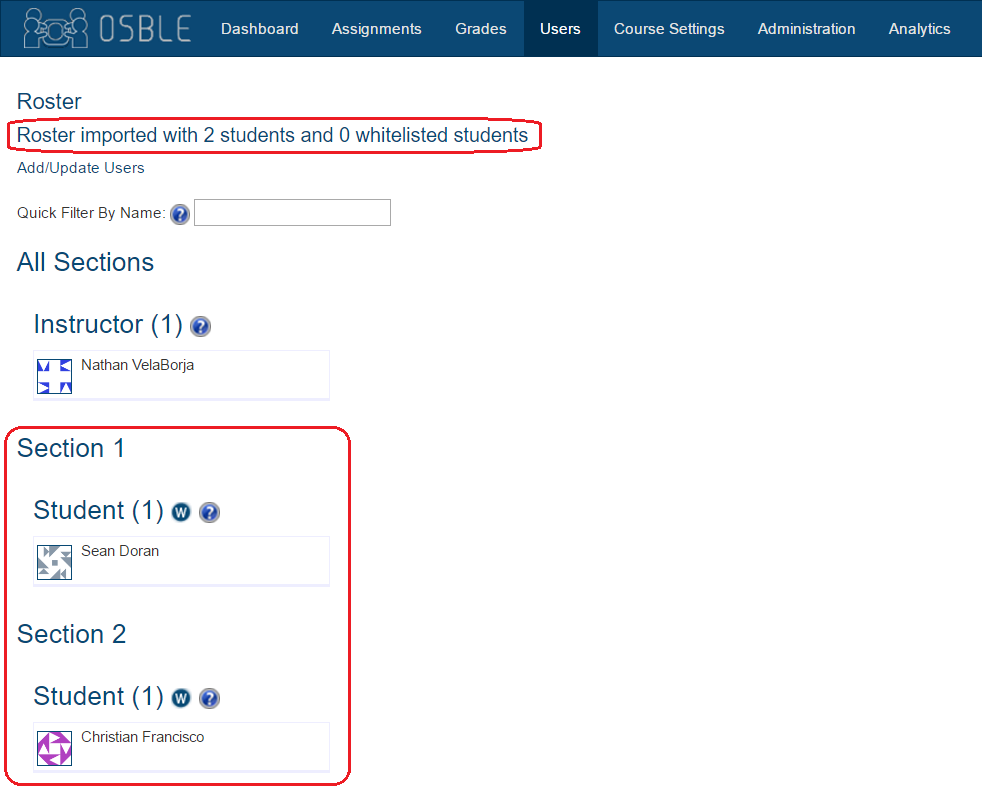 OSBLE Dashboard Assignments Grades Users Course Settings Administration Analytics
Roster
Roster imported with 2 students and 0 whitelisted students
Add/Update Users
Quick Filter By Name: ?
All Sections
Instructor (1) ?
Nathan VelaBorja
Section 1
Student (1) W ?
Sean Doran
Section 2
Student (1) W ?
Christian Francisco